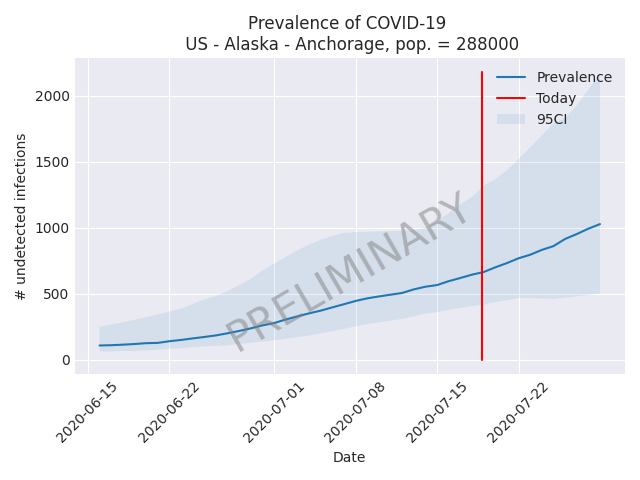 Prevalence of COVID-19
US - Alaska - Anchorage, pop. = 288000
Prevalence
Today
95CI
# undetected infections
2000
1500
1000
500
0
PRELIMINARY
2020-06-15
2020-06-22
2020-07-01
2020-07-08
2020-07-15
2020-07-22
Date